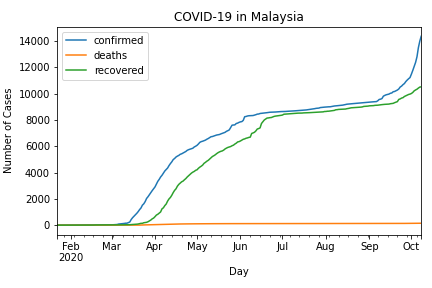 COVID-19 in Malaysia
confirmed
deaths
recovered
Number of Cases
14000
12000
10000
8000
6000
4000
2000
0
Feb Mar Apr May Jun Jul Aug Sep Oct
2020
Day